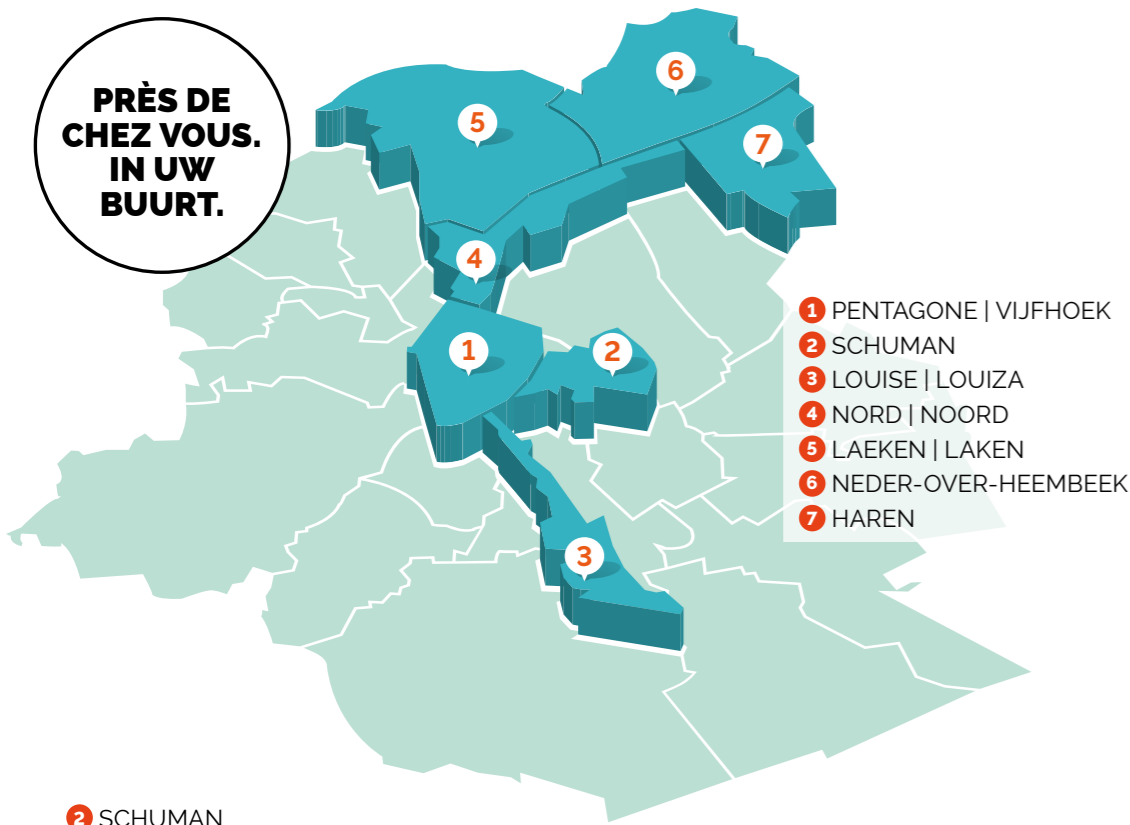 PRÈS DE
CHEZ VOUS.
IN UW
BUURT.
6
5
7
4
1
2
3
1 PENTAGONE | VIJFHOEK
2 SCHUMAN
3 LOUISE | LOUIZA
4 NORD | NOORD
5 LAEKEN | LAKEN
6 NEDER-OVER-HEEMBEEK
7 HAREN
2 SCHUMAN